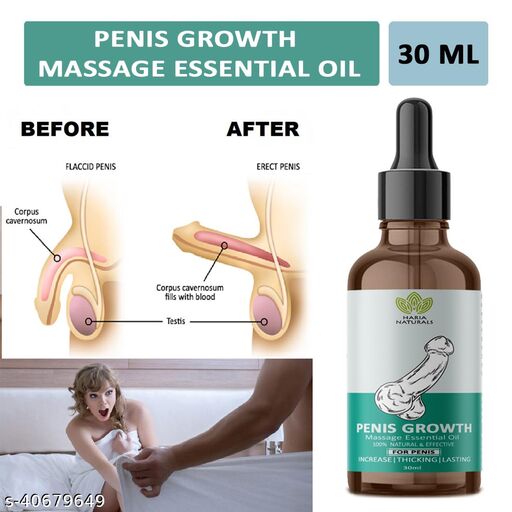 PENIS GROWTH
MASSAGE ESSENTIAL OIL
30 ML
BEFORE
AFTER
FLACCID PENIS
ERECT PENIS
Corpus
cavernosum
Corpus cavernosum
fills with blood
Testis
HARIA
NATURALS
PENIS GROWTH
Massage Essential Oil
100% NATURAL & EFFECTIVE
FOR PENIS
INCREASE|THICKING|LASTING
30ml
s-40679649